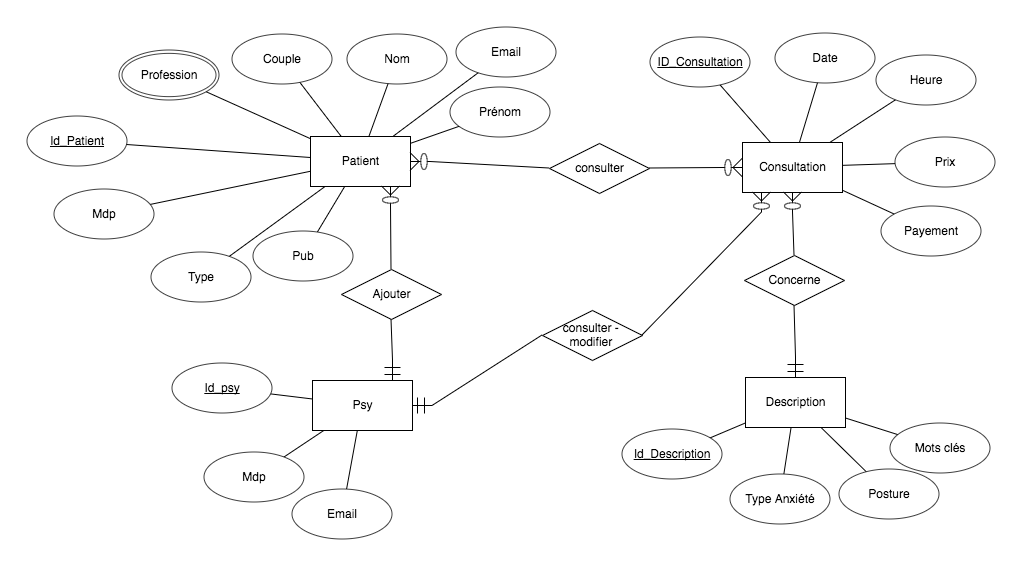 Profession
Couple
Nom
Email
Prénom
Id_Patient
Patient
Mdp
Type
Pub
consulter
ID_Consultation
Date
Heure
Consultation
Prix
Payement
Ajouter
consulter -
modifier
Concerne
Id_psy
Psy
Mdp
Email
Description
Id_Description
Type Anxiété
Posture
Mots clés